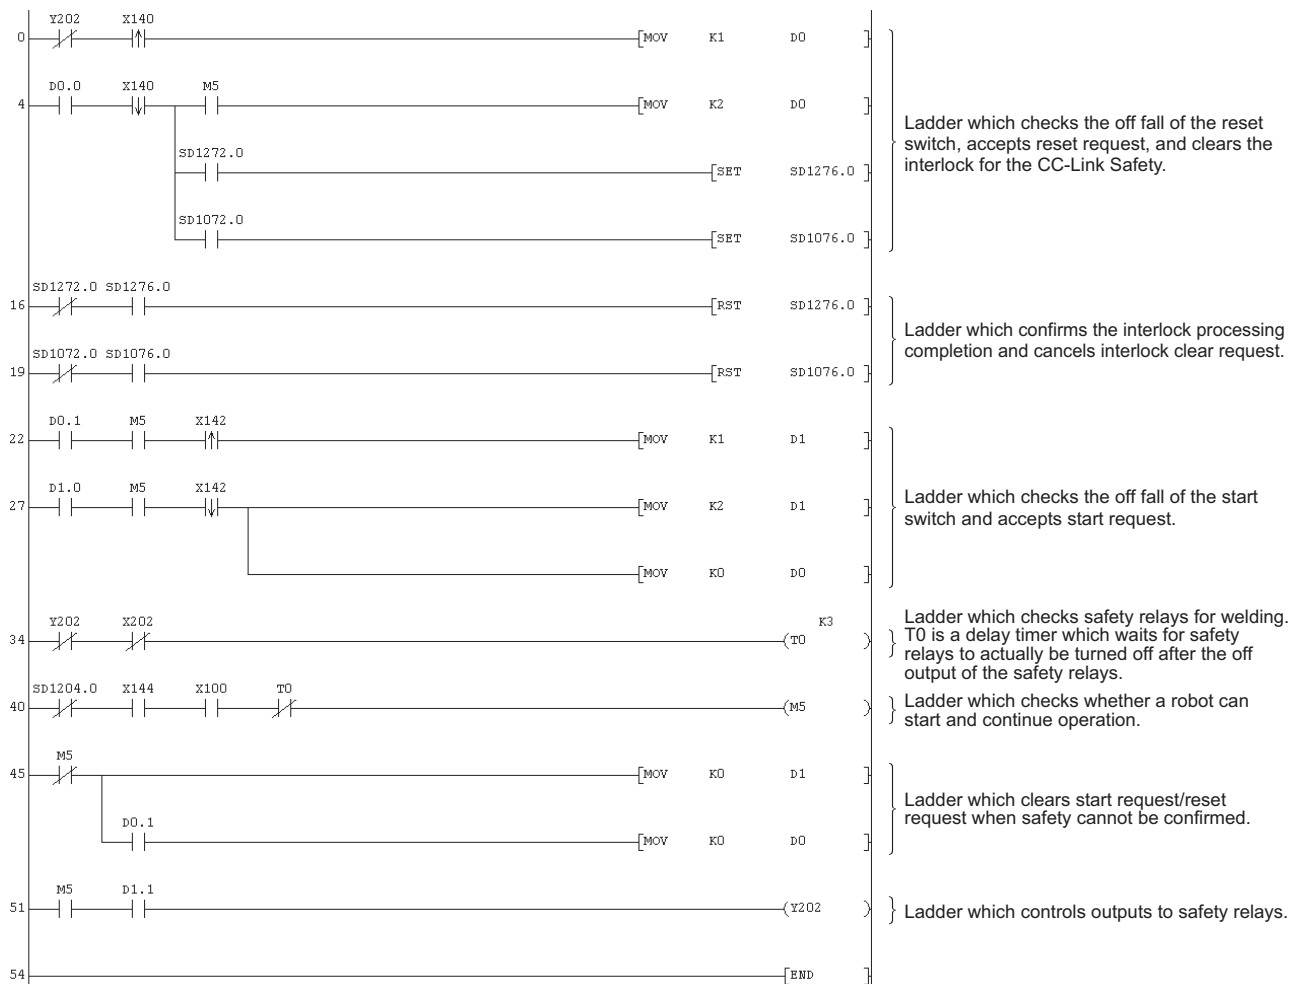 Y202 X140
0 [MOV K1 D0 ]
D0.0 X140 M5
4 [MOV K2 D0 ]
Ladder which checks the off fall of the reset
switch, accepts reset request, and clears the
interlock for the CC-Link Safety.
SD1272.0
[SET SD1276.0 ]
SD1072.0
[SET SD1076.0 ]
SD1272.0 SD1276.0
16 [RST SD1276.0 ]
Ladder which confirms the interlock processing
completion and cancels interlock clear request.
SD1072.0 SD1076.0
19 [RST SD1076.0 ]
D0.1 M5 X142
22 [MOV K1 D1 ]
D1.0 M5 X142
27 [MOV K2 D1 ]
Ladder which checks the off fall of the start
switch and accepts start request.
[MOV K0 D0 ]
Y202 X202 K3
34 (T0 )
Ladder which checks safety relays for welding.
T0 is a delay timer which waits for safety
relays to actually be turned off after the off
output of the safety relays.
SD1204.0 X144 X100 T0
40 (M5 )
Ladder which checks whether a robot can
start and continue operation.
M5
45 [MOV K0 D1 ]
Ladder which clears start request/reset
request when safety cannot be confirmed.
D0.1
[MOV K0 D0 ]
M5 D1.1
51 (Y202 )
Ladder which controls outputs to safety relays.
54 [END ]